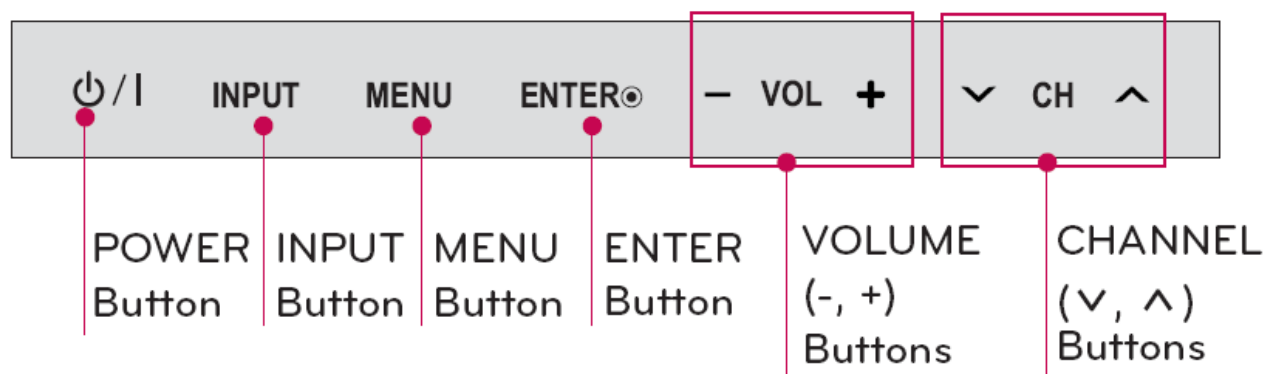 ⏻/I INPUT MENU ENTER⦿ − VOL + ∨ CH ∧
POWER INPUT MENU ENTER VOLUME CHANNEL
Button Button Button Button (-, +) (∨, ∧)
Buttons Buttons